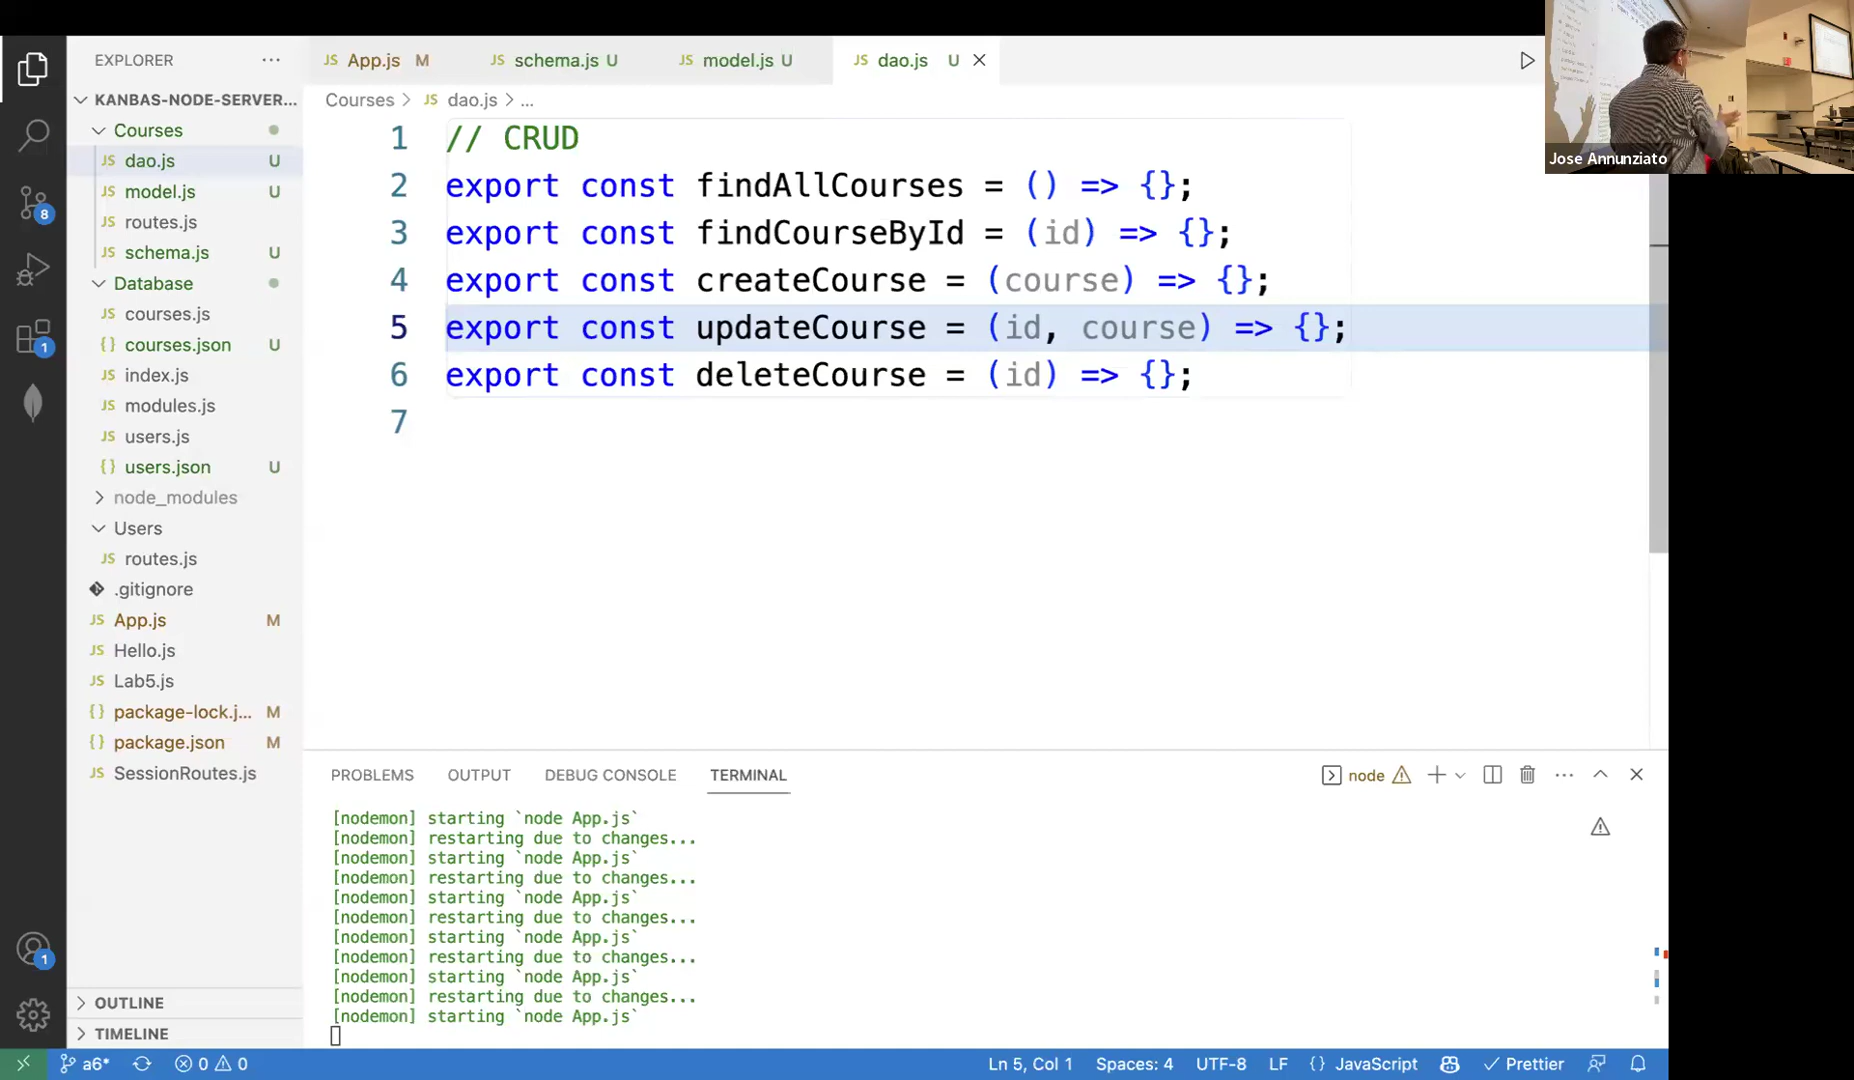 EXPLORER
KANBAS-NODE-SERVER...
Courses
JS dao.js U
JS model.js U
JS routes.js
JS schema.js U
Database
JS courses.js
{} courses.json U
JS index.js
JS modules.js
JS users.js
{} users.json U
node_modules
Users
JS routes.js
.gitignore
JS App.js M
JS Hello.js
JS Lab5.js
{} package-lock.j... M
{} package.json M
JS SessionRoutes.js
OUTLINE
TIMELINE
8
1
1
JS App.js M
JS schema.js U
JS model.js U
JS dao.js U
Courses > JS dao.js > ...
1 // CRUD
2 export const findAllCourses = () => {};
3 export const findCourseById = (id) => {};
4 export const createCourse = (course) => {};
5 export const updateCourse = (id, course) => {};
6 export const deleteCourse = (id) => {};
7
Jose Annunziato
PROBLEMS OUTPUT DEBUG CONSOLE TERMINAL
node
[nodemon] starting `node App.js`
[nodemon] restarting due to changes...
[nodemon] starting `node App.js`
[nodemon] restarting due to changes...
[nodemon] starting `node App.js`
[nodemon] restarting due to changes...
[nodemon] starting `node App.js`
[nodemon] restarting due to changes...
[nodemon] starting `node App.js`
[nodemon] restarting due to changes...
[nodemon] starting `node App.js`
a6* 0 0 Ln 5, Col 1 Spaces: 4 UTF-8 LF {} JavaScript Prettier